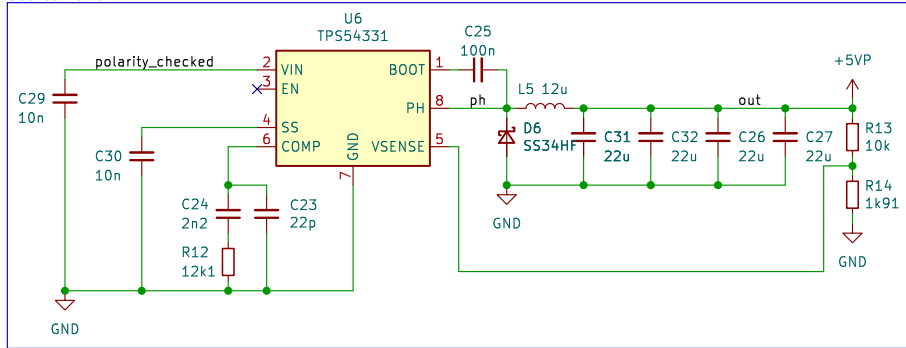 U6
TPS54331
C25
100n
polarity_checked
2
VIN
BOOT
1
+5VP
3
EN
L5 12u
C29
10n
PH
8
ph
out
4
SS
D6
SS34HF
C31
22u
C32
22u
C26
22u
C27
22u
R13
10k
6
COMP
GND
VSENSE
5
C30
10n
7
R14
1k91
C24
2n2
C23
22p
GND
R12
12k1
GND
GND